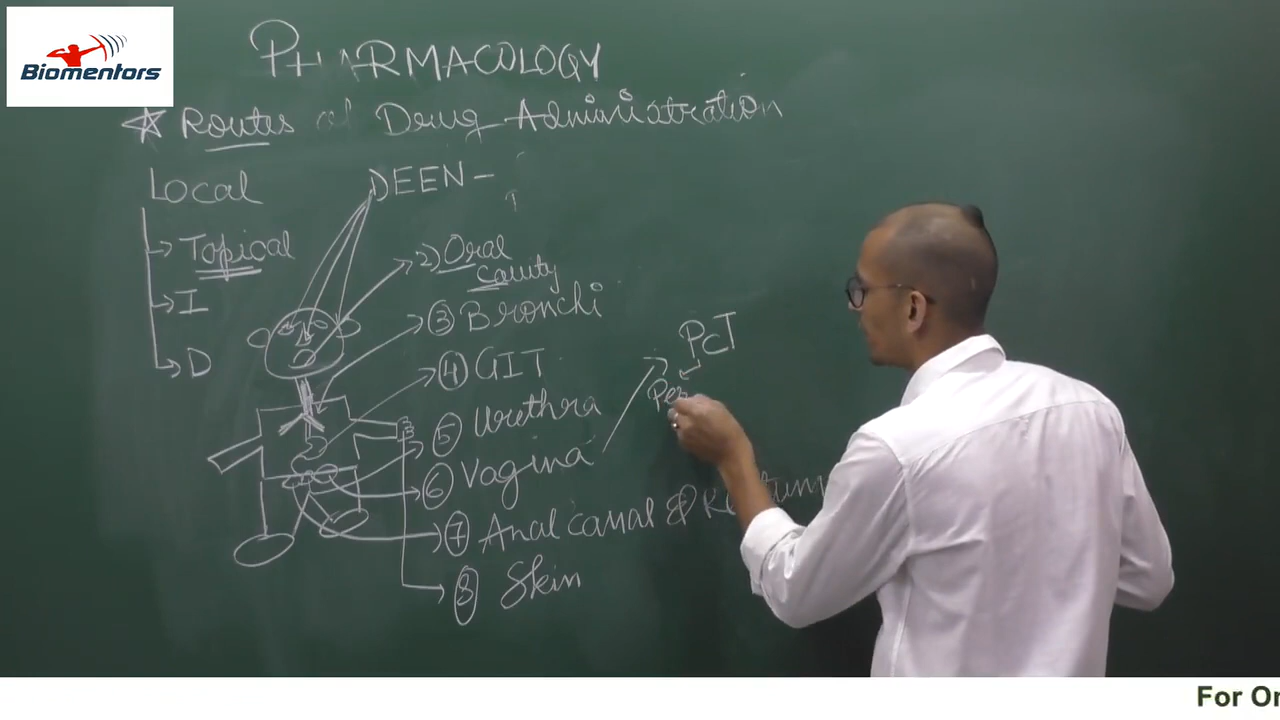 Biomentors
PHARMACOLOGY
Routes of Drug Administration
Local
DEEN -
Topical
I
D
2) Oral
cavity
③ Bronchi
④ GIT
⑤ Urethra
⑥ Vagina
⑦ Anal canal &
⑧ Skin
PCT
Pes
For Or